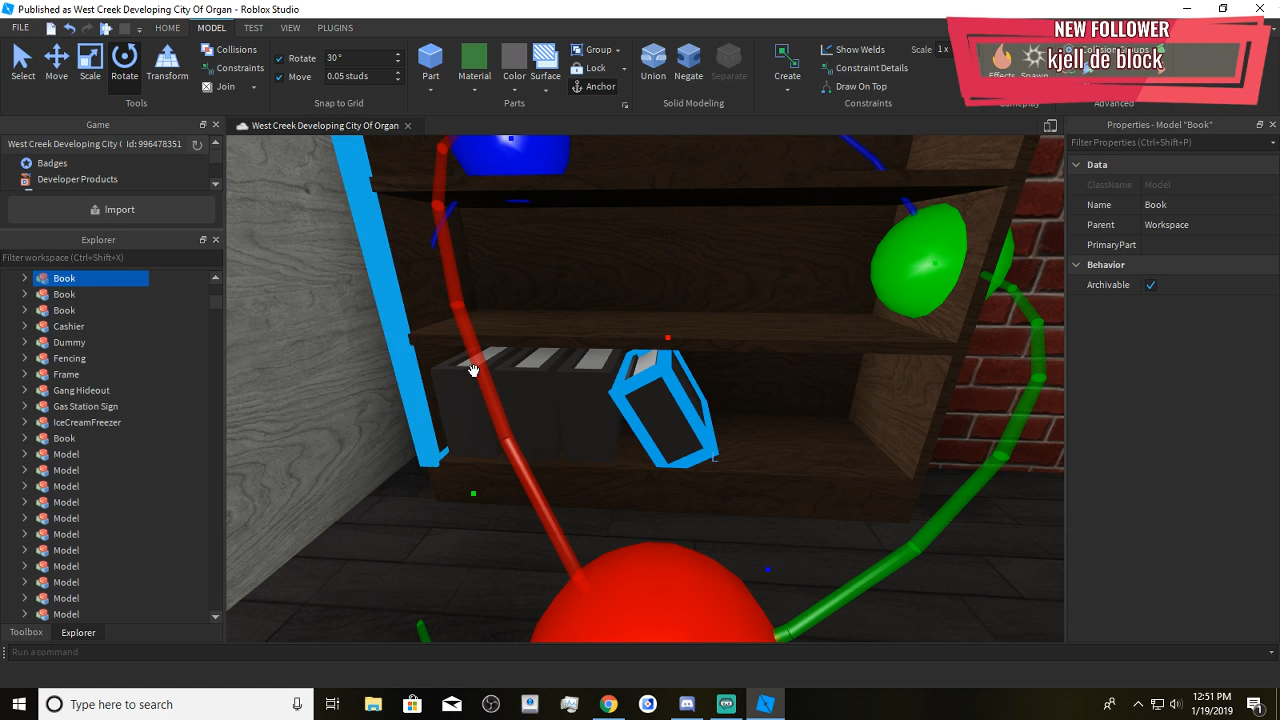 Published as West Creek Developing City Of Organ - Roblox Studio
NEW FOLLOWER
kjell de block
FILE
HOME
MODEL
TEST
VIEW
PLUGINS
Select
Move
Scale
Rotate
Transform
Tools
Collisions
Constraints
Join
Rotate
30°
Move
0.05 studs
Snap to Grid
Part
Material
Color
Surface
Group
Lock
Anchor
Parts
Union
Negate
Separate
Solid Modeling
Create
Show Welds
Scale 1x
Constraint Details
Draw On Top
Constraints
Effects
Spawn
Advanced
Game
West Creek Developing City ( Id: 996478351
Badges
Developer Products
Import
Explorer
Filter workspace (Ctrl+Shift+X)
Book
Book
Book
Cashier
Dummy
Fencing
Frame
Gang Hideout
Gas Station Sign
IceCreamFreezer
Book
Model
Model
Model
Model
Model
Model
Model
Model
Model
Model
Model
Toolbox
Explorer
West Creek Developing City Of Organ
L
Properties - Model "Book"
Filter Properties (Ctrl+Shift+P)
Data
ClassName
Model
Name
Book
Parent
Workspace
PrimaryPart
Behavior
Archivable
Run a command
Type here to search
12:51 PM
1/19/2019
1